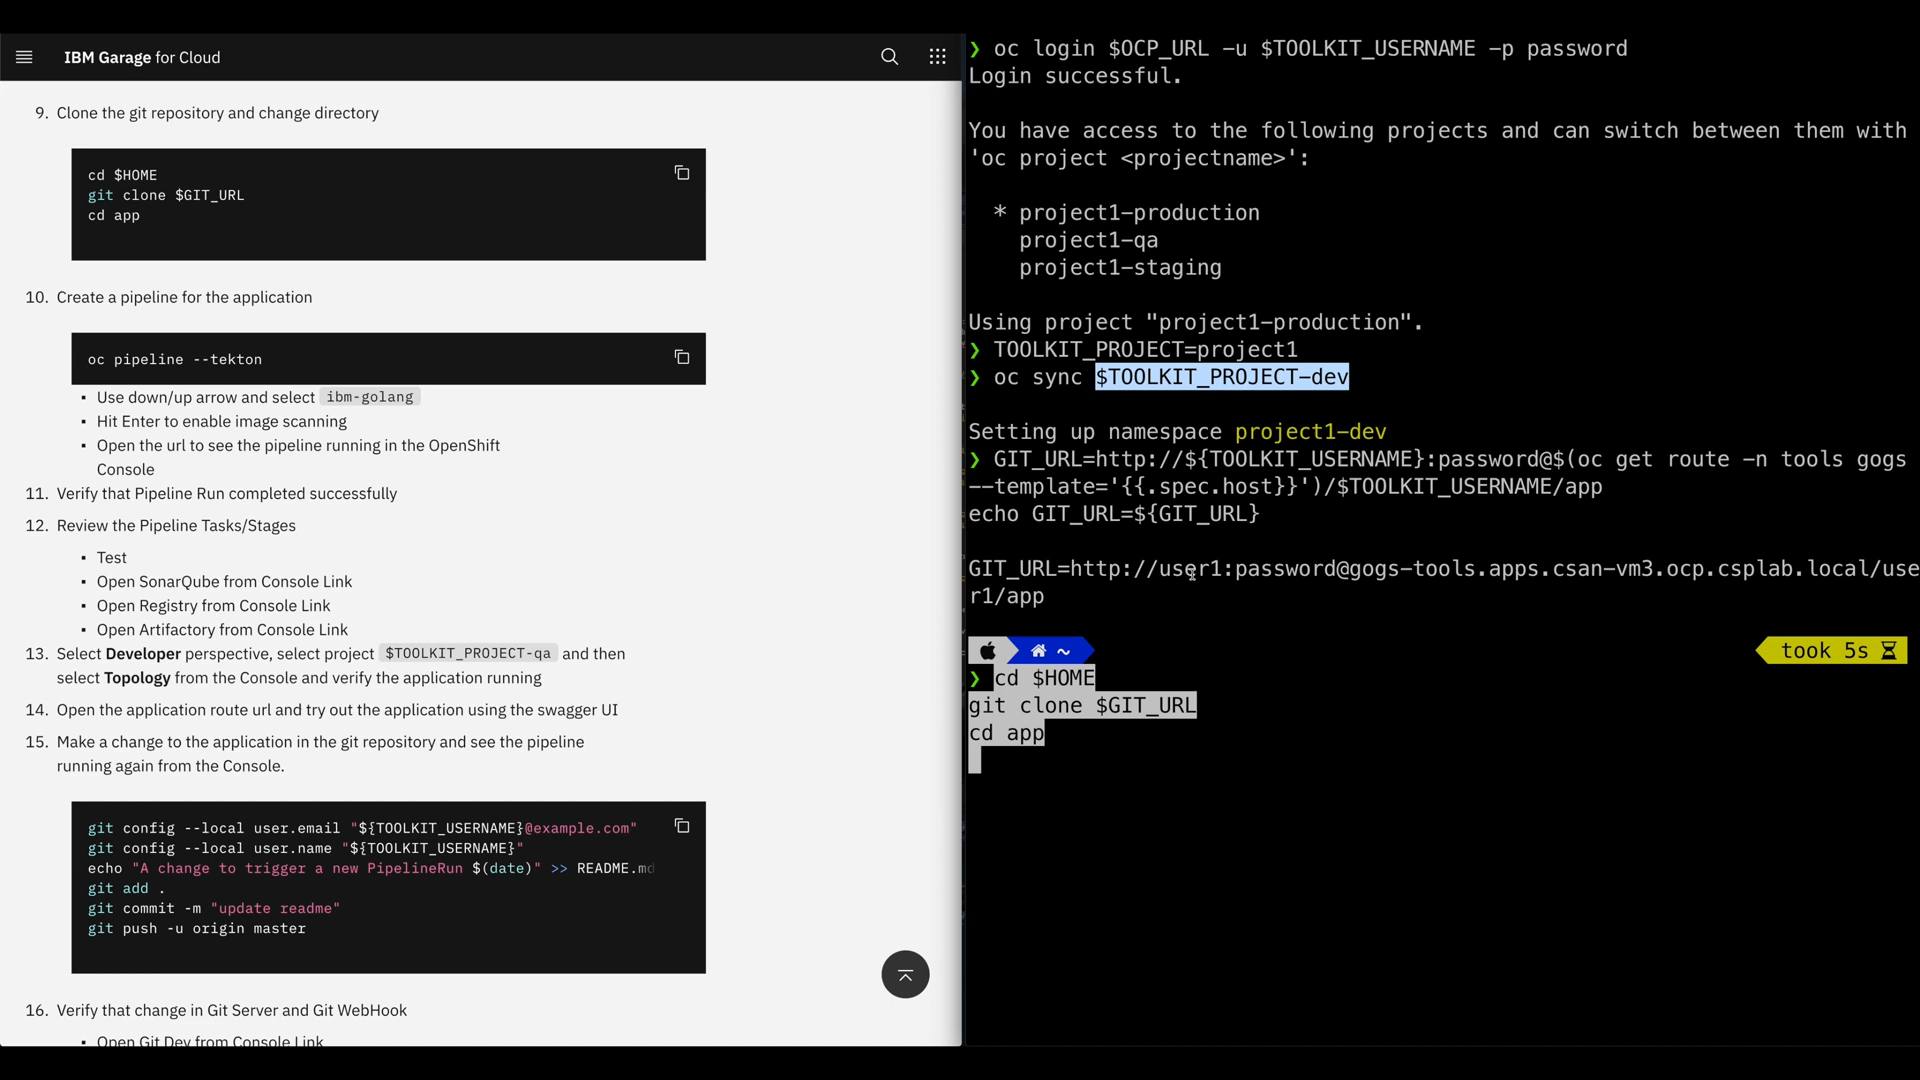 IBM Garage for Cloud
9. Clone the git repository and change directory
cd $HOME
git clone $GIT_URL
cd app
10. Create a pipeline for the application
oc pipeline --tekton
▪ Use down/up arrow and select ibm-golang
▪ Hit Enter to enable image scanning
▪ Open the url to see the pipeline running in the OpenShift
Console
11. Verify that Pipeline Run completed successfully
12. Review the Pipeline Tasks/Stages
▪ Test
▪ Open SonarQube from Console Link
▪ Open Registry from Console Link
▪ Open Artifactory from Console Link
13. Select Developer perspective, select project $TOOLKIT_PROJECT-qa and then
select Topology from the Console and verify the application running
14. Open the application route url and try out the application using the swagger UI
15. Make a change to the application in the git repository and see the pipeline
running again from the Console.
git config --local user.email "${TOOLKIT_USERNAME}@example.com"
git config --local user.name "${TOOLKIT_USERNAME}"
echo "A change to trigger a new PipelineRun $(date)" >> README.md
git add .
git commit -m "update readme"
git push -u origin master
16. Verify that change in Git Server and Git WebHook
▪ Open Git Dev from Console Link
❯ oc login $OCP_URL -u $TOOLKIT_USERNAME -p password
Login successful.
You have access to the following projects and can switch between them with
'oc project <projectname>':
* project1-production
project1-qa
project1-staging
Using project "project1-production".
❯ TOOLKIT_PROJECT=project1
❯ oc sync $TOOLKIT_PROJECT-dev
Setting up namespace project1-dev
❯ GIT_URL=http://${TOOLKIT_USERNAME}:password@$(oc get route -n tools gogs
--template='{{.spec.host}}')/$TOOLKIT_USERNAME/app
echo GIT_URL=${GIT_URL}
GIT_URL=http://user1:password@gogs-tools.apps.csan-vm3.ocp.csplab.local/use
r1/app
~ took 5s
❯ cd $HOME
git clone $GIT_URL
cd app